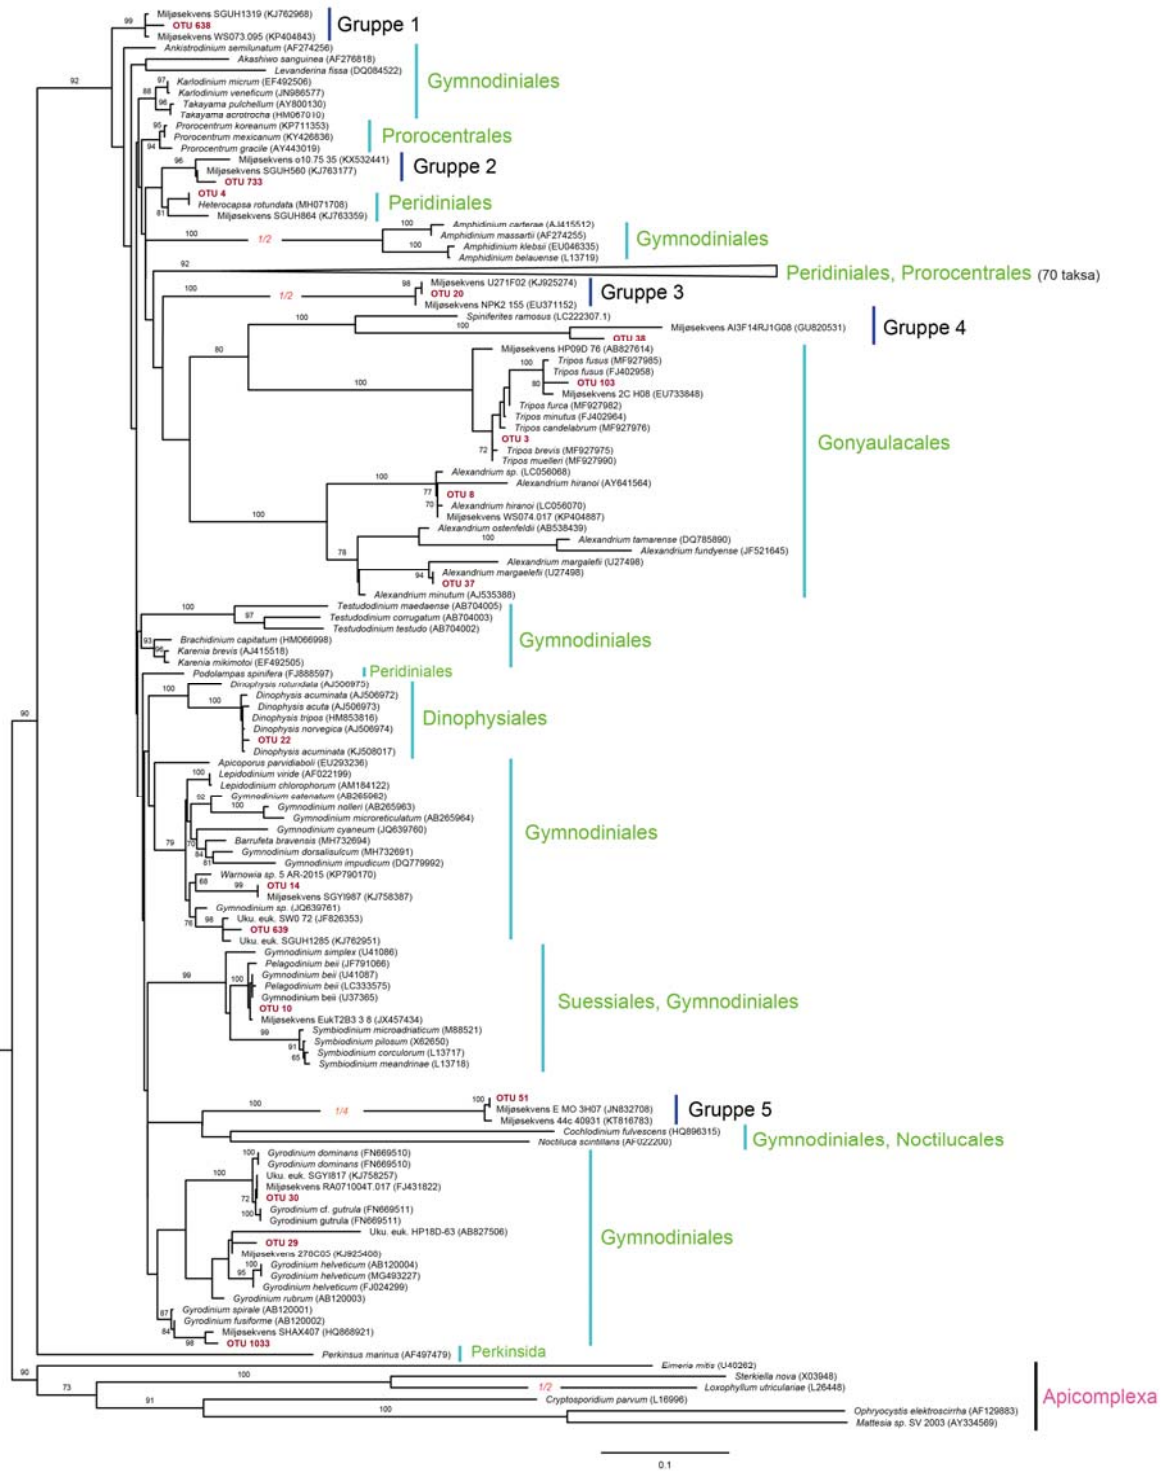 99
Miljøsekvens SGUH1319 (KJ762968)
OTU 638
Miljøsekvens WS073.095 (KP404843)
Gruppe 1
Ankistrodinium semilunatum (AF274256)
Akashiwo sanguinea (AF276818)
Levanderina fissa (DQ084522)
92
97
Karlodinium micrum (EF492506)
Gymnodiniales
88
Karlodinium veneficum (JN986577)
96
Takayama pulchellum (AY800130)
Takayama acrotrocha (HM067010)
95
Prorocentrum koreanum (KP711353)
Prorocentrum mexicanum (KY426836)
Prorocentrales
94
Prorocentrum gracile (AY443019)
96
Miljøsekvens o10.75 35 (KX532441)
Miljøsekvens SGUH560 (KJ763177)
Gruppe 2
OTU 733
OTU 4
Heterocapsa rotundata (MH071708)
Peridiniales
81
Miljøsekvens SGUH864 (KJ763359)
100
Amphidinium carterae (AJ415512)
100
1/2
Amphidinium massartii (AF274255)
Gymnodiniales
100
Amphidinium klebsii (EU046335)
Amphidinium belauense (L13719)
92
Peridiniales, Prorocentrales (70 taksa)
98
Miljøsekvens U271F02 (KJ925274)
100
1/2
OTU 20
Gruppe 3
Miljøsekvens NPK2 155 (EU371152)
100
Spiniferites ramosus (LC222307.1)
100
Miljøsekvens AI3F14RJ1G08 (GU820531)
Gruppe 4
OTU 38
80
Miljøsekvens HP09D 76 (AB827614)
100
Tripos fusus (MF927985)
Tripos fusus (FJ402958)
100
80
OTU 103
Miljøsekvens 2C H08 (EU733848)
Tripos furca (MF927982)
Tripos minutus (FJ402964)
Tripos candelabrum (MF927976)
OTU 3
Gonyaulacales
72
Tripos brevis (MF927975)
Tripos muelleri (MF927990)
Alexandrium sp. (LC056068)
100
Alexandrium hiranoi (AY641564)
77
OTU 8
70
Alexandrium hiranoi (LC056070)
100
Miljøsekvens WS074.017 (KP404887)
Alexandrium ostenfeldii (AB538439)
100
Alexandrium tamarense (DQ785890)
78
Alexandrium fundyense (JF521645)
Alexandrium margalefii (U27498)
94
Alexandrium margaelefii (U27498)
OTU 37
Alexandrium minutum (AJ535388)
100
Testudodinium maedaense (AB704005)
97
Testudodinium corrugatum (AB704003)
Testudodinium testudo (AB704002)
93
Brachidinium capitatum (HM066998)
Gymnodiniales
96
Karenia brevis (AJ415518)
Karenia mikimotoi (EF492505)
Podolampas spinifera (FJ888597)
Peridiniales
100
Dinophysis rotundata (AJ506975)
100
Dinophysis acuminata (AJ506972)
Dinophysis acuta (AJ506973)
90
Dinophysis tripos (HM853816)
Dinophysiales
Dinophysis norvegica (AJ506974)
OTU 22
Dinophysis acuminata (KJ508017)
Apicoporus parvidiaboli (EU293236)
100
Lepidodinium viride (AF022199)
Lepidodinium chlorophorum (AM184122)
92
Gymnodinium catenatum (AB265962)
100
Gymnodinium nolleri (AB265963)
Gymnodinium microreticulatum (AB265964)
Gymnodinium cyaneum (JQ639760)
Gymnodiniales
79
70
Barrufeta bravensis (MH732694)
84
Gymnodinium dorsalisulcum (MH732691)
81
Gymnodinium impudicum (DQ779992)
68
Warnowia sp. 5 AR-2015 (KP790170)
99
OTU 14
Miljøsekvens SGYI987 (KJ758387)
Gymnodinium sp. (JQ639761)
76
98
Uku. euk. SW0 72 (JF826353)
OTU 639
Uku. euk. SGUH1285 (KJ762951)
Gymnodinium simplex (U41086)
Pelagodinium beii (JF791066)
99
100
Gymnodinium beii (U41087)
Pelagodinium beii (LC333575)
Gymnodinium beii (U37365)
Suessiales, Gymnodiniales
OTU 10
Miljøsekvens EukT2B3 3 8 (JX457434)
99
Symbiodinium microadriaticum (M88521)
91
Symbiodinium pilosum (X62650)
65
Symbiodinium corculorum (L13717)
Symbiodinium meandrinae (L13718)
100
OTU 51
100
1/4
Miljøsekvens E MO 3H07 (JN832708)
Gruppe 5
Miljøsekvens 44c 40931 (KT816783)
Cochlodinium fulvescens (HQ896315)
Noctiluca scintillans (AF022200)
Gymnodiniales, Noctilucales
100
Gyrodinium dominans (FN669510)
Gyrodinium dominans (FN669510)
100
Uku. euk. SGYI817 (KJ758257)
Miljøsekvens RA071004T.017 (FJ431822)
72
OTU 30
100
Gyrodinium cf. gutrula (FN669511)
Gyrodinium gutrula (FN669511)
Uku. euk. HP18D-63 (AB827506)
Gymnodiniales
OTU 29
Miljøsekvens 278C05 (KJ925408)
100
Gyrodinium helveticum (AB120004)
95
Gyrodinium helveticum (MG493227)
Gyrodinium helveticum (FJ024299)
Gyrodinium rubrum (AB120003)
87
Gyrodinium spirale (AB120001)
Gyrodinium fusiforme (AB120002)
84
Miljøsekvens SHAX407 (HQ868921)
98
OTU 1033
Perkinsus marinus (AF497479)
Perkinsida
90
Eimeria mitis (U40262)
100
Sterkiella nova (X03948)
73
1/2
Loxophyllum utriculariae (L26448)
91
Cryptosporidium parvum (L16996)
Apicomplexa
100
Ophryocystis elektroscirrha (AF129883)
Mattesia sp. SV 2003 (AY334569)
0.1